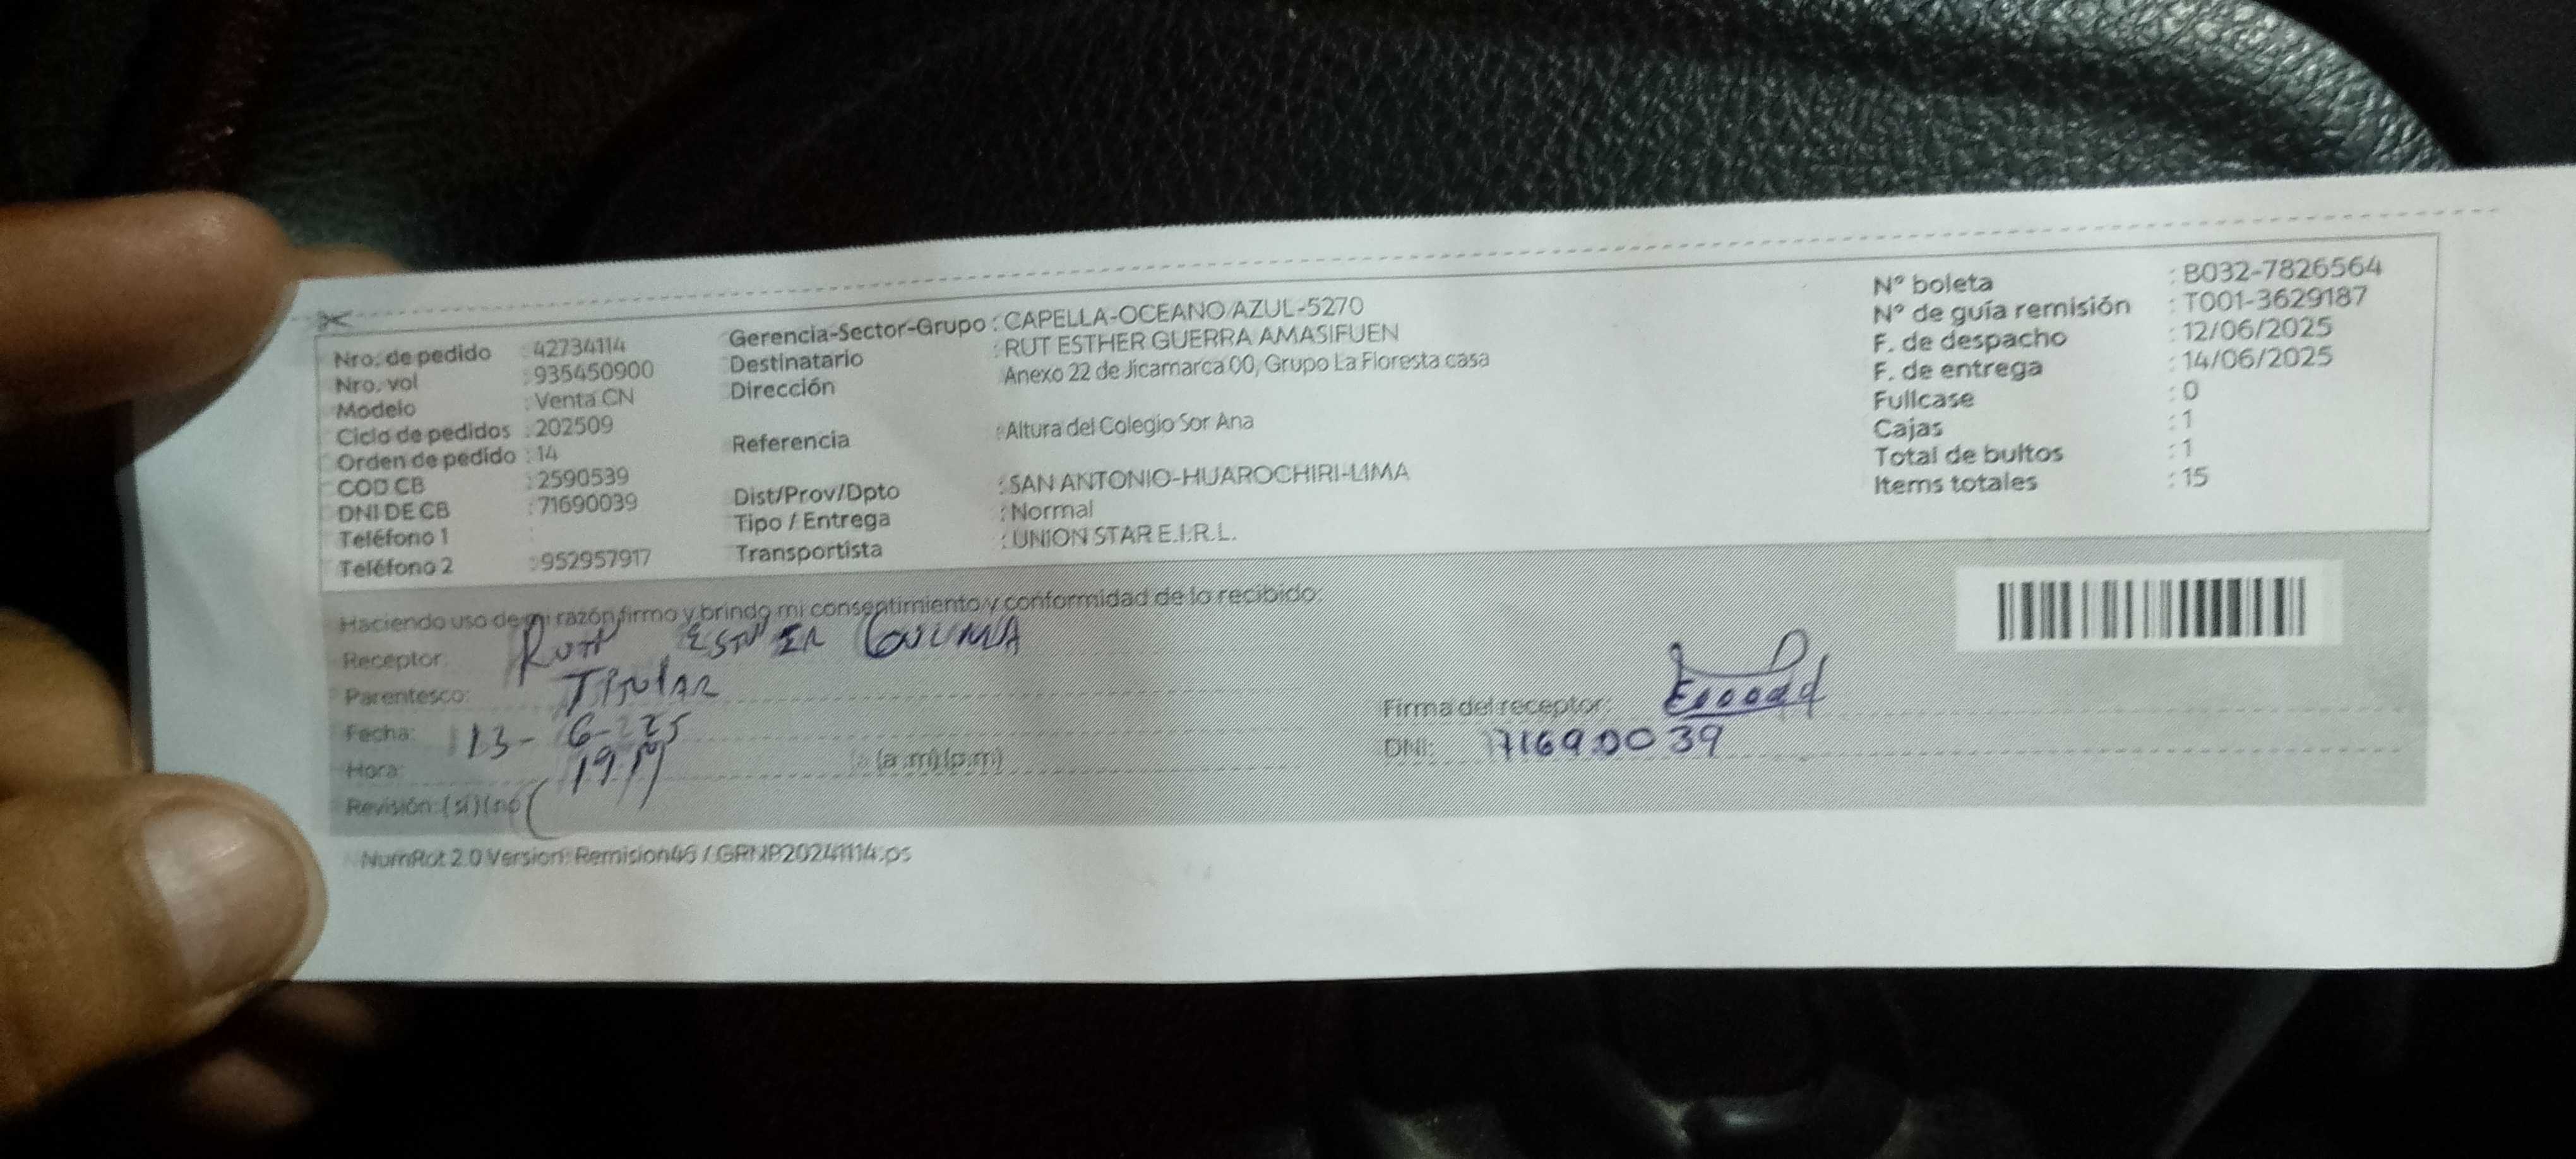 Nro. de pedido : 42734114
Nro. vol : 935450900
Modelo : Venta CN
Ciclo de pedidos : 202509
Orden de pedido : 14
COD CB : 2590539
DNI DE CB : 71690039
Teléfono 1 :
Teléfono 2 : 952957917
Gerencia-Sector-Grupo : CAPELLA-OCEANO AZUL-5270
Destinatario : RUT ESTHER GUERRA AMASIFUEN
Dirección Anexo 22 de Jicamarca 00, Grupo La Floresta casa
Referencia : Altura del Colegio Sor Ana
Dist/Prov/Dpto : SAN ANTONIO-HUAROCHIRI-LIMA
Tipo / Entrega : Normal
Transportista : UNION STAR E.I.R.L.
N° boleta : B032-7826564
N° de guía remisión : T001-3629187
F. de despacho : 12/06/2025
F. de entrega : 14/06/2025
Fullcase : 0
Cajas : 1
Total de bultos : 1
Items totales : 15
Haciendo uso de mi razón firmo y brindo mi consentimiento y conformidad de lo recibido:
Receptor: Ruth
Parentesco: Titular
Fecha: 13-6-
Hora: (a.m)(p.m)
Revisión: (si)(no
Firma del receptor:
DNI: 71690039
NumRot 2.0 Version: Remision46 / GRNP20241114.ps